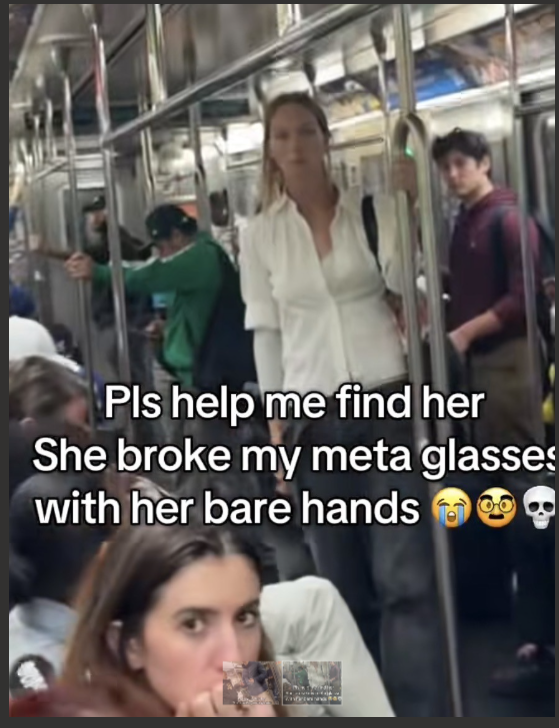 Pls help me find her
She broke my meta glasses
with her bare hands 😭🥸💀